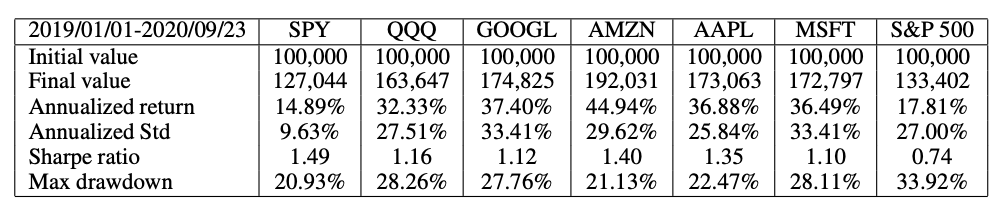 2019/01/01-2020/09/23 SPY QQQ GOOGL AMZN AAPL MSFT S&P 500
Initial value 100,000 100,000 100,000 100,000 100,000 100,000 100,000
Final value 127,044 163,647 174,825 192,031 173,063 172,797 133,402
Annualized return 14.89% 32.33% 37.40% 44.94% 36.88% 36.49% 17.81%
Annualized Std 9.63% 27.51% 33.41% 29.62% 25.84% 33.41% 27.00%
Sharpe ratio 1.49 1.16 1.12 1.40 1.35 1.10 0.74
Max drawdown 20.93% 28.26% 27.76% 21.13% 22.47% 28.11% 33.92%